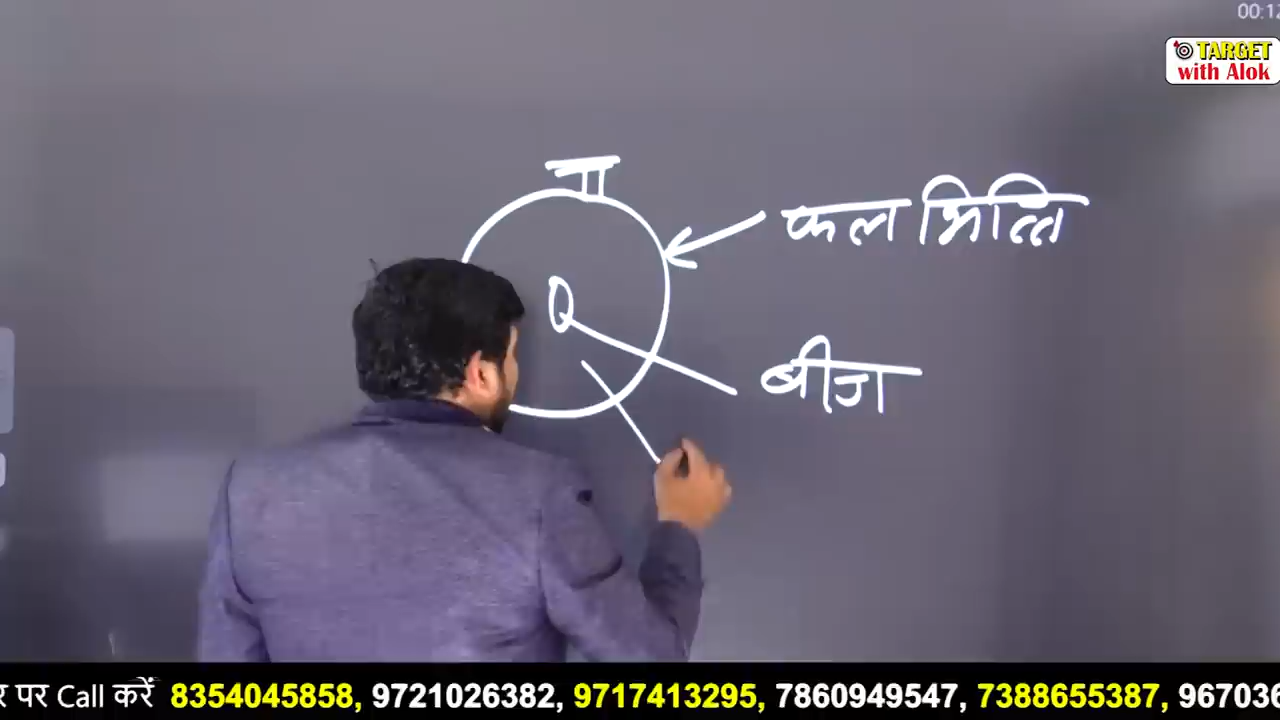 00:12
TARGET
with Alok
फल भित्ति
बीज
र पर Call करें 8354045858, 9721026382, 9717413295, 7860949547, 7388655387, 967036